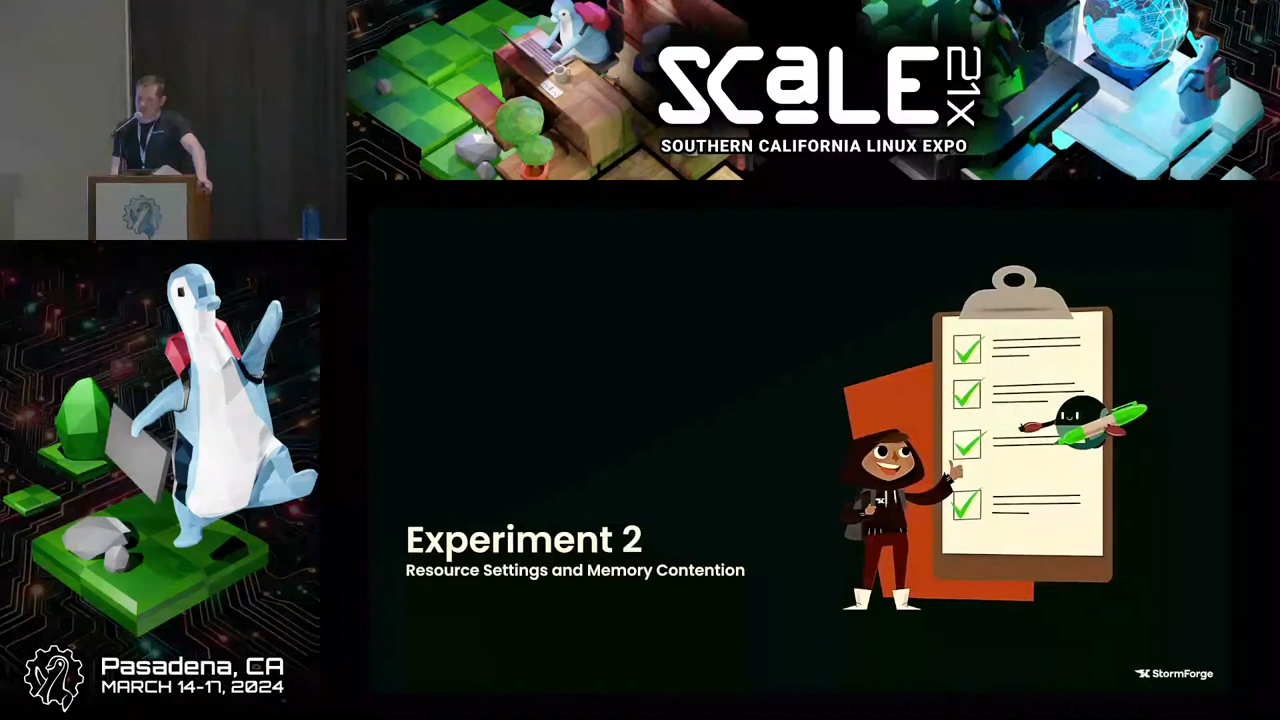 SCALE 21X
SOUTHERN CALIFORNIA LINUX EXPO
Experiment 2
Resource Settings and Memory Contention
StormForge
Pasadena, CA
MARCH 14-17, 2024